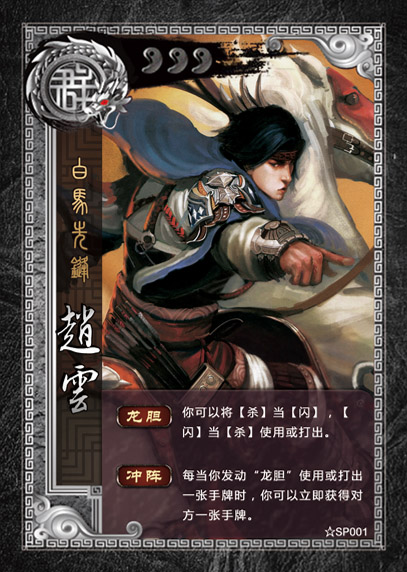 群
白馬先鋒
趙雲
龙胆
你可以将【杀】当【闪】，【
闪】当【杀】使用或打出。
冲阵
每当你发动“龙胆”使用或打出
一张手牌时，你可以立即获得对
方一张手牌。
☆SP001